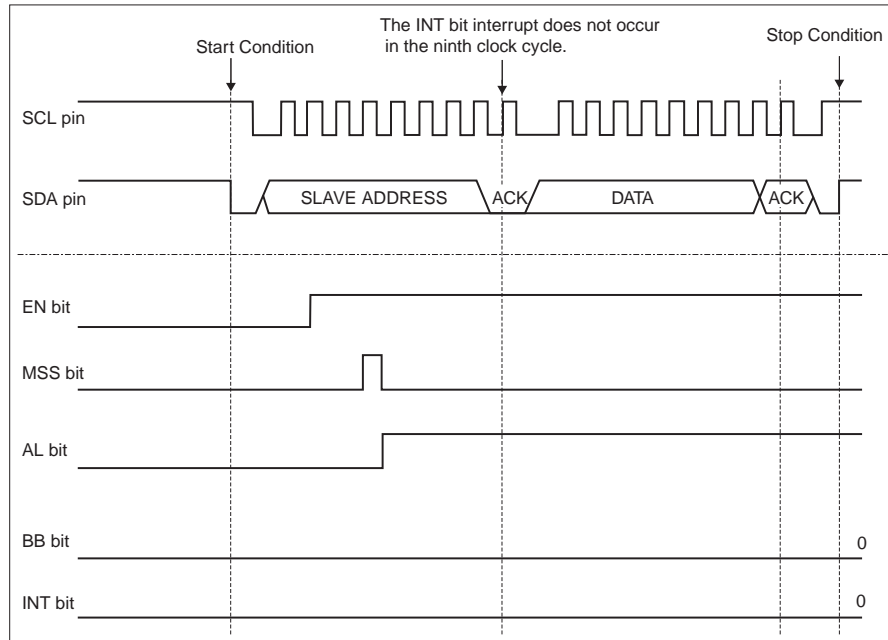 Start Condition
The INT bit interrupt does not occur
in the ninth clock cycle.
Stop Condition
SCL pin
SDA pin
SLAVE ADDRESS
ACK
DATA
ACK
EN bit
MSS bit
AL bit
BB bit
0
INT bit
0